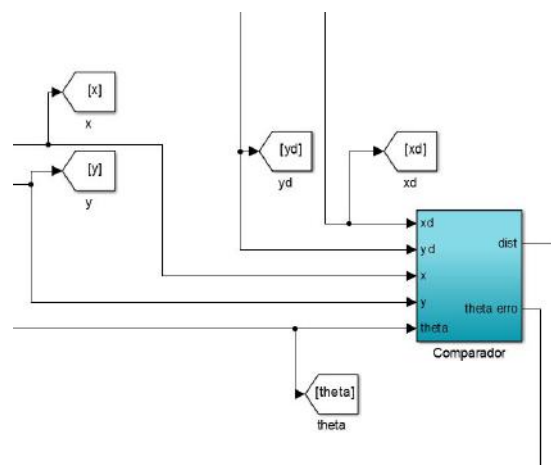 [x]
x
[y]
y
[yd]
yd
[xd]
xd
xd
yd
x
y
theta
dist
theta erro
Comparador
[theta]
theta